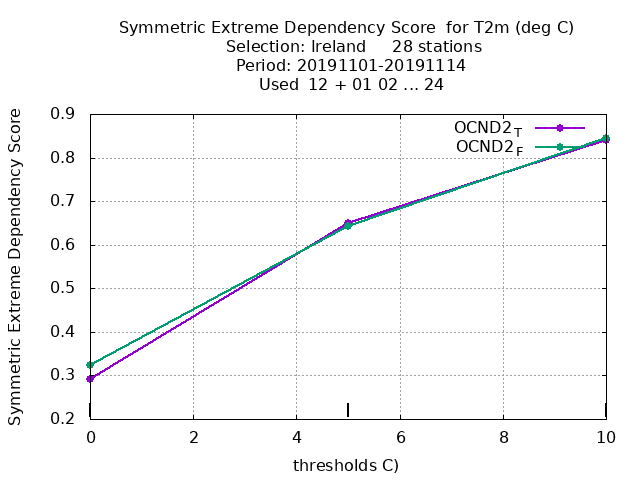 Symmetric Extreme Dependency Score  for T2m (deg C)
Selection: Ireland     28 stations
Period: 20191101-20191114
Used  12 + 01 02 ... 24
Symmetric Extreme Dependency Score
0.9
0.8
0.7
0.6
0.5
0.4
0.3
0.2
OCND2T
OCND2F
0 2 4 6 8 10
thresholds C)